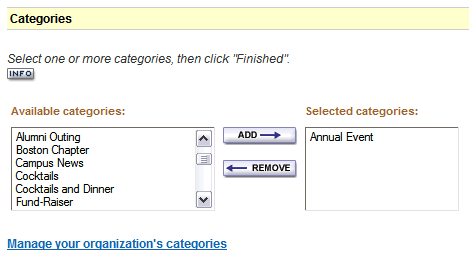 Categories
Select one or more categories, then click "Finished".
INFO
Available categories:
Selected categories:
Alumni Outing
Boston Chapter
Campus News
Cocktails
Cocktails and Dinner
Fund-Raiser
ADD
REMOVE
Annual Event
Manage your organization's categories